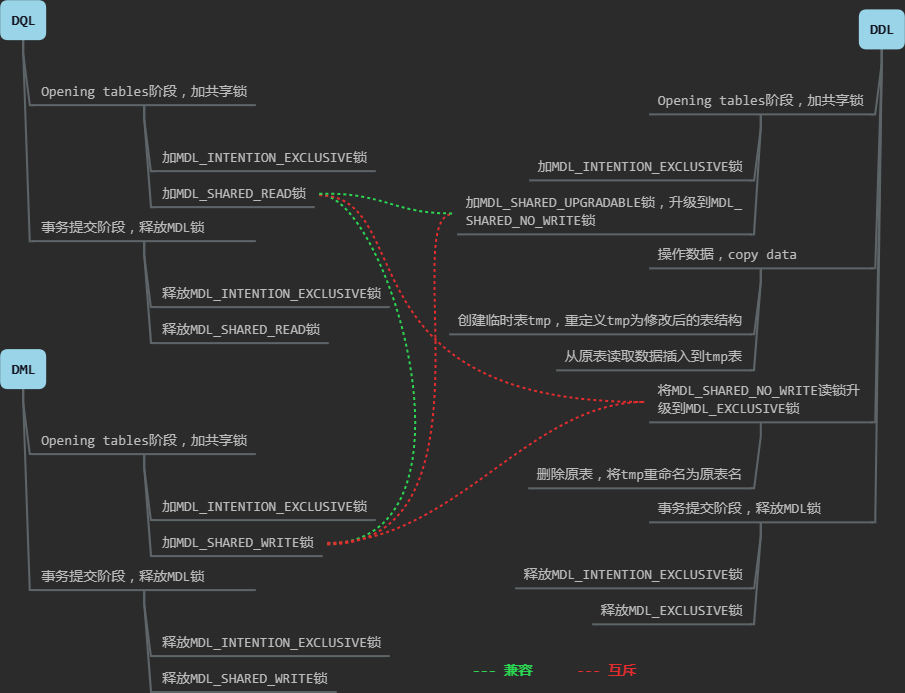 DQL
Opening tables阶段，加共享锁
加MDL_INTENTION_EXCLUSIVE锁
加MDL_SHARED_READ锁
事务提交阶段，释放MDL锁
释放MDL_INTENTION_EXCLUSIVE锁
释放MDL_SHARED_READ锁
DML
Opening tables阶段，加共享锁
加MDL_INTENTION_EXCLUSIVE锁
加MDL_SHARED_WRITE锁
事务提交阶段，释放MDL锁
释放MDL_INTENTION_EXCLUSIVE锁
释放MDL_SHARED_WRITE锁
DDL
Opening tables阶段，加共享锁
加MDL_INTENTION_EXCLUSIVE锁
加MDL_SHARED_UPGRADABLE锁，升级到MDL_
SHARED_NO_WRITE锁
操作数据，copy data
创建临时表tmp，重定义tmp为修改后的表结构
从原表读取数据插入到tmp表
将MDL_SHARED_NO_WRITE读锁升
级到MDL_EXCLUSIVE锁
删除原表，将tmp重命名为原表名
事务提交阶段，释放MDL锁
释放MDL_INTENTION_EXCLUSIVE锁
释放MDL_EXCLUSIVE锁
--- 兼容
--- 互斥